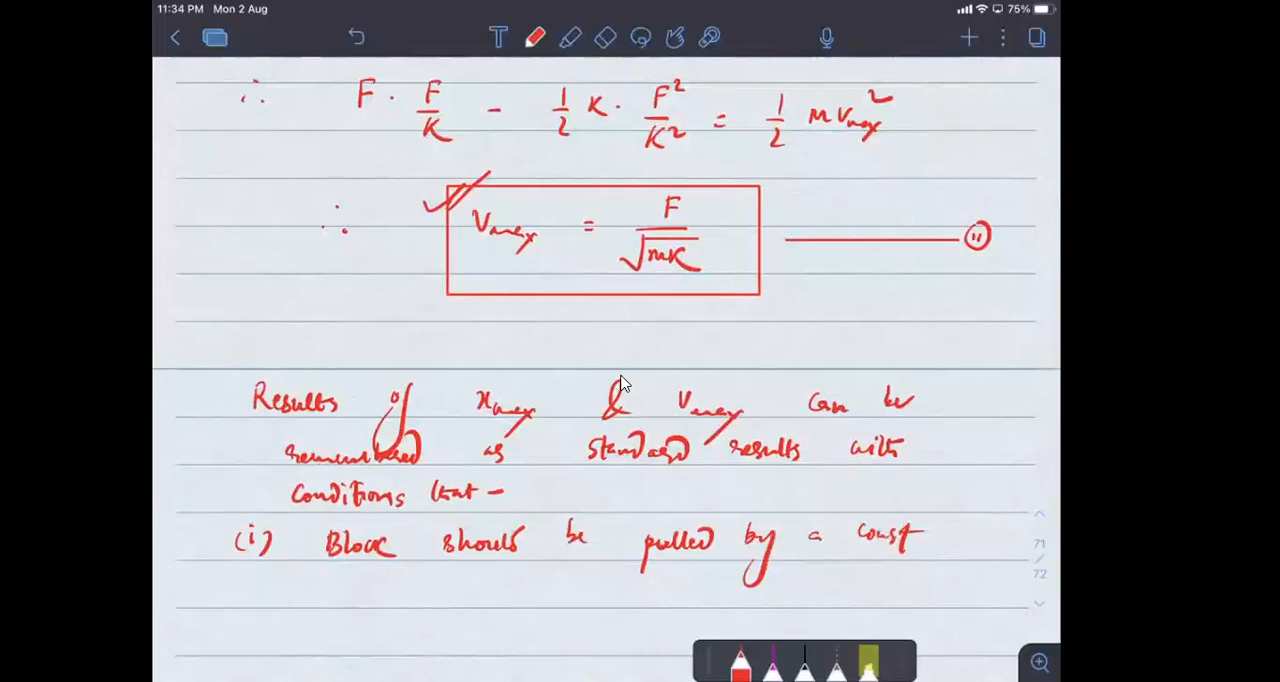 11:34 PM Mon 2 Aug 75%
T
∴ F · F/K - 1/2 K · F²/K² = 1/2 m Vmax²
∴ Vmax = F/√mK (ii)
Results of xmax & Vmax can be
remembered as standard results with
conditions that -
(i) Block should be pulled by a const
71
/
72